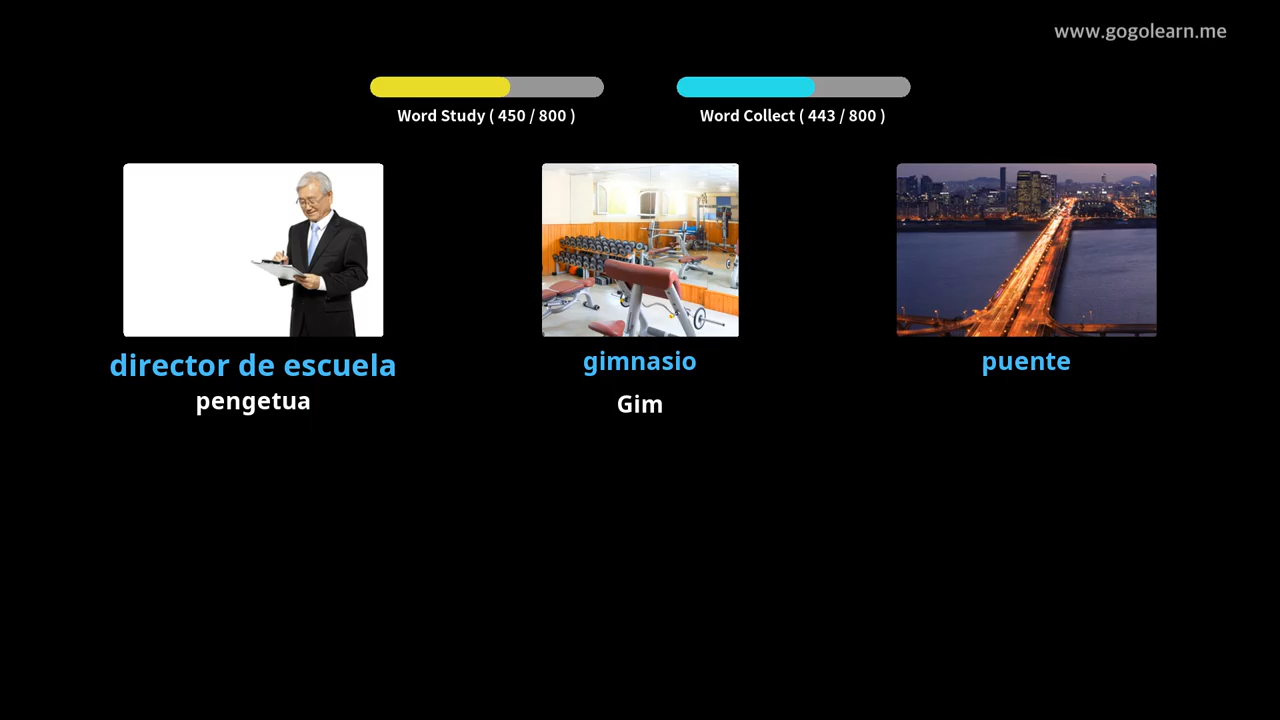 www.gogolearn.me
Word Study ( 450 / 800 )
Word Collect ( 443 / 800 )
director de escuela
pengetua
gimnasio
Gim
puente